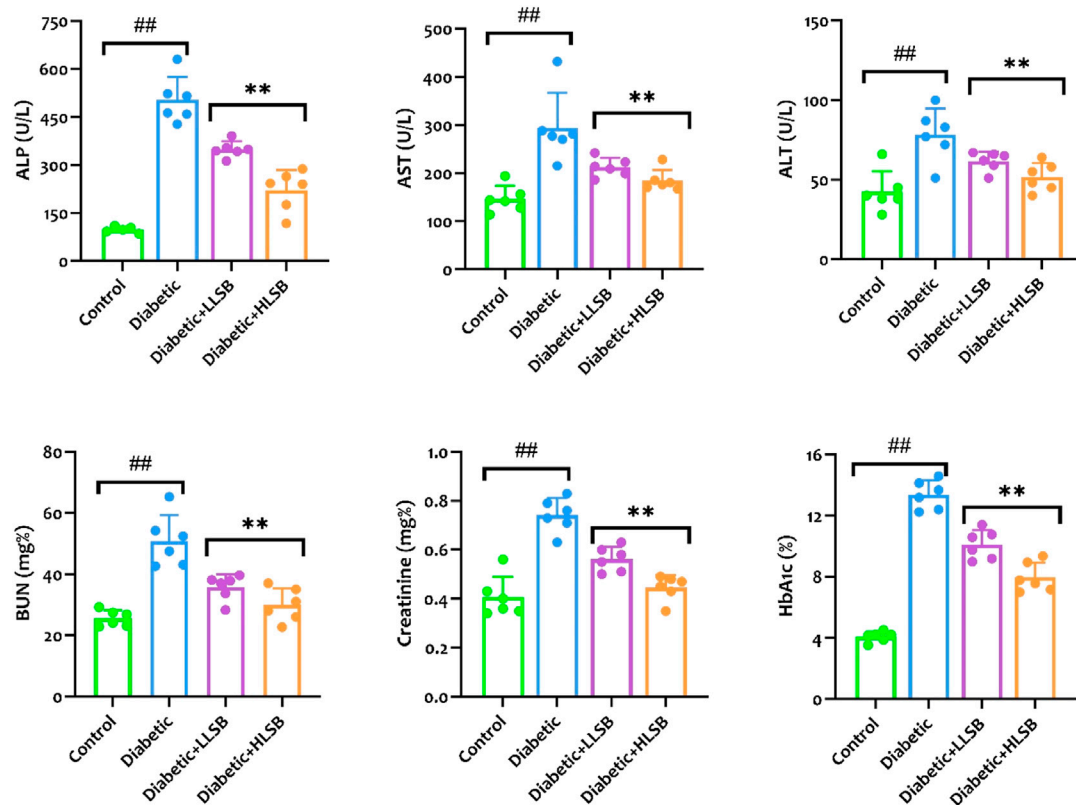 ALP (U/L)
750
600
450
300
150
0
##
**
Control
Diabetic
Diabetic+LLSB
Diabetic+HLSB
AST (U/L)
500
400
300
200
100
0
##
**
Control
Diabetic
Diabetic+LLSB
Diabetic+HLSB
ALT (U/L)
150
100
50
0
##
**
Control
Diabetic
Diabetic+LLSB
Diabetic+HLSB
BUN (mg%)
80
60
40
20
0
##
**
Control
Diabetic
Diabetic+LLSB
Diabetic+HLSB
Creatinine (mg%)
1.0
0.8
0.6
0.4
0.2
0.0
##
**
Control
Diabetic
Diabetic+LLSB
Diabetic+HLSB
HbA1c (%)
16
12
8
4
0
##
**
Control
Diabetic
Diabetic+LLSB
Diabetic+HLSB